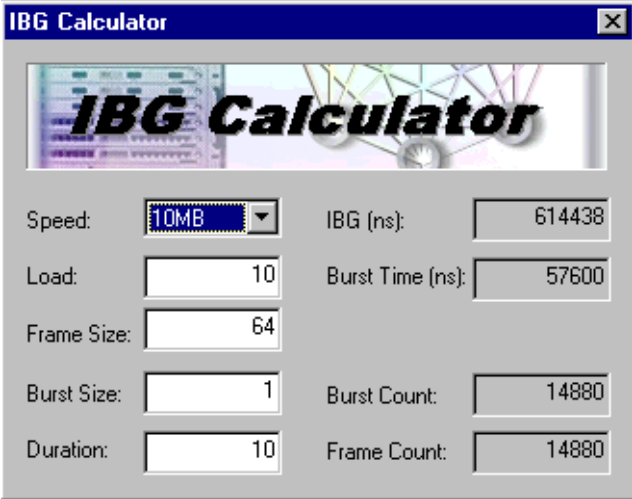 IBG Calculator
IBG Calculator
Speed: 10MB IBG (ns): 614438
Load: 10 Burst Time (ns): 57600
Frame Size: 64
Burst Size: 1 Burst Count: 14880
Duration: 10 Frame Count: 14880